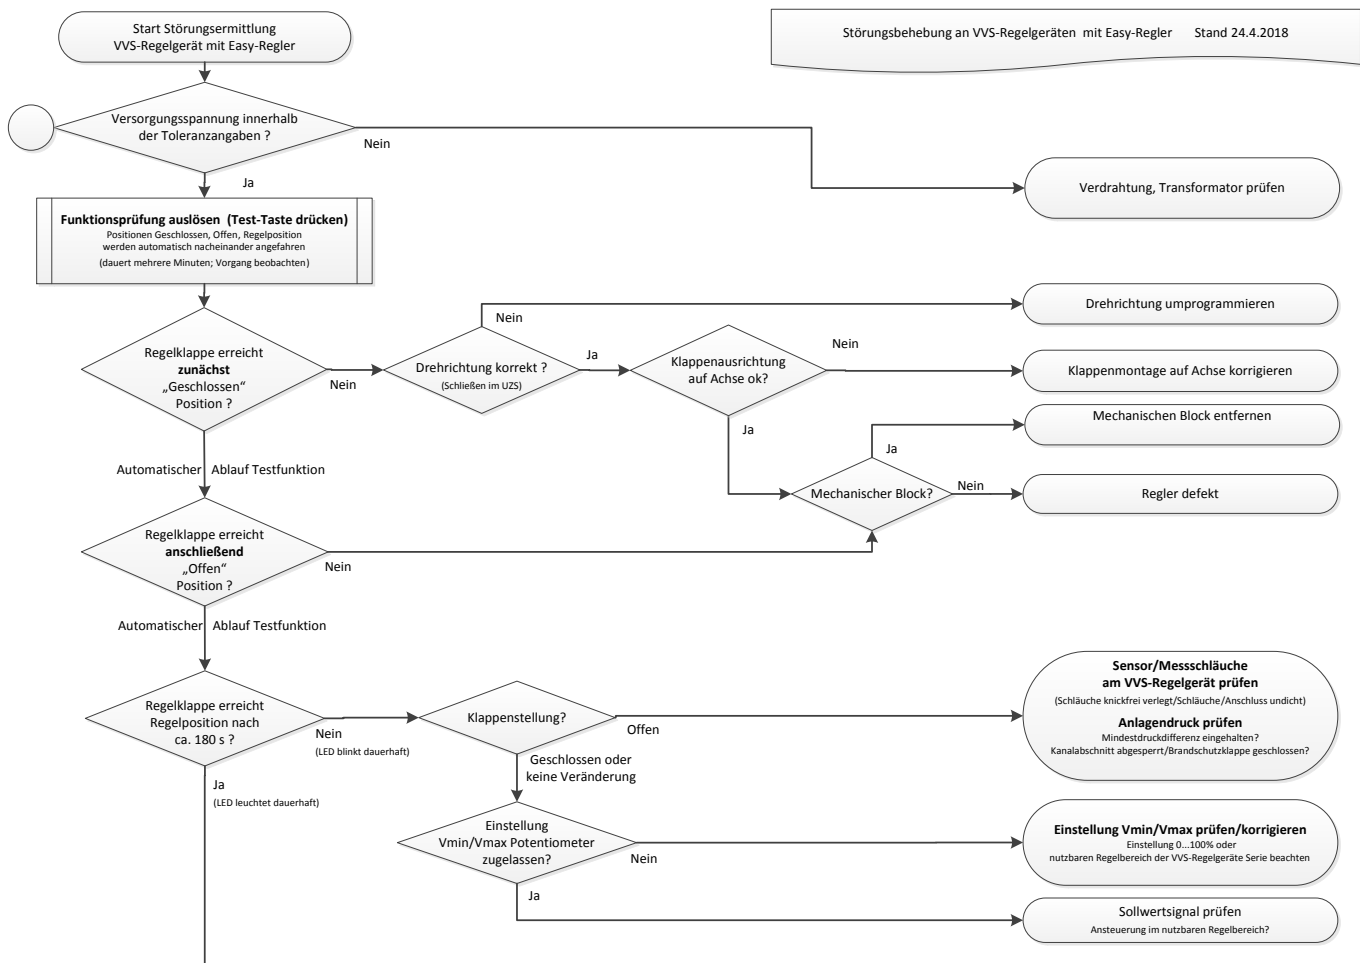 Start Störungsermittlung
VVS-Regelgerät mit Easy-Regler
Störungsbehebung an VVS-Regelgeräten  mit Easy-Regler    Stand 24.4.2018
Versorgungsspannung innerhalb
der Toleranzangaben ?
Nein
Ja
Verdrahtung, Transformator prüfen
Funktionsprüfung auslösen  (Test-Taste drücken)
Positionen Geschlossen, Offen, Regelposition
werden automatisch nacheinander angefahren
(dauert mehrere Minuten; Vorgang beobachten)
Drehrichtung umprogrammieren
Nein
Regelklappe erreicht
zunächst
„Geschlossen“
Position ?
Nein
Drehrichtung korrekt ?
(Schließen im UZS)
Ja
Klappenausrichtung
auf Achse ok?
Nein
Klappenmontage auf Achse korrigieren
Ja
Mechanischen Block entfernen
Ja
Automatischer
Ablauf Testfunktion
Mechanischer Block?
Nein
Regler defekt
Regelklappe erreicht
anschließend
„Offen“
Position ?
Nein
Automatischer
Ablauf Testfunktion
Regelklappe erreicht
Regelposition nach
ca. 180 s ?
Nein
(LED blinkt dauerhaft)
Klappenstellung?
Offen
Sensor/Messschläuche
am VVS-Regelgerät prüfen
(Schläuche knickfrei verlegt/Schläuche/Anschluss undicht)
Anlagendruck prüfen
Mindestdruckdifferenz eingehalten?
Kanalabschnitt abgesperrt/Brandschutzklappe geschlossen?
Ja
(LED leuchtet dauerhaft)
Geschlossen oder
keine Veränderung
Einstellung
Vmin/Vmax Potentiometer
zugelassen?
Nein
Einstellung Vmin/Vmax prüfen/korrigieren
Einstellung 0...100% oder
nutzbaren Regelbereich der VVS-Regelgeräte Serie beachten
Ja
Sollwertsignal prüfen
Ansteuerung im nutzbaren Regelbereich?